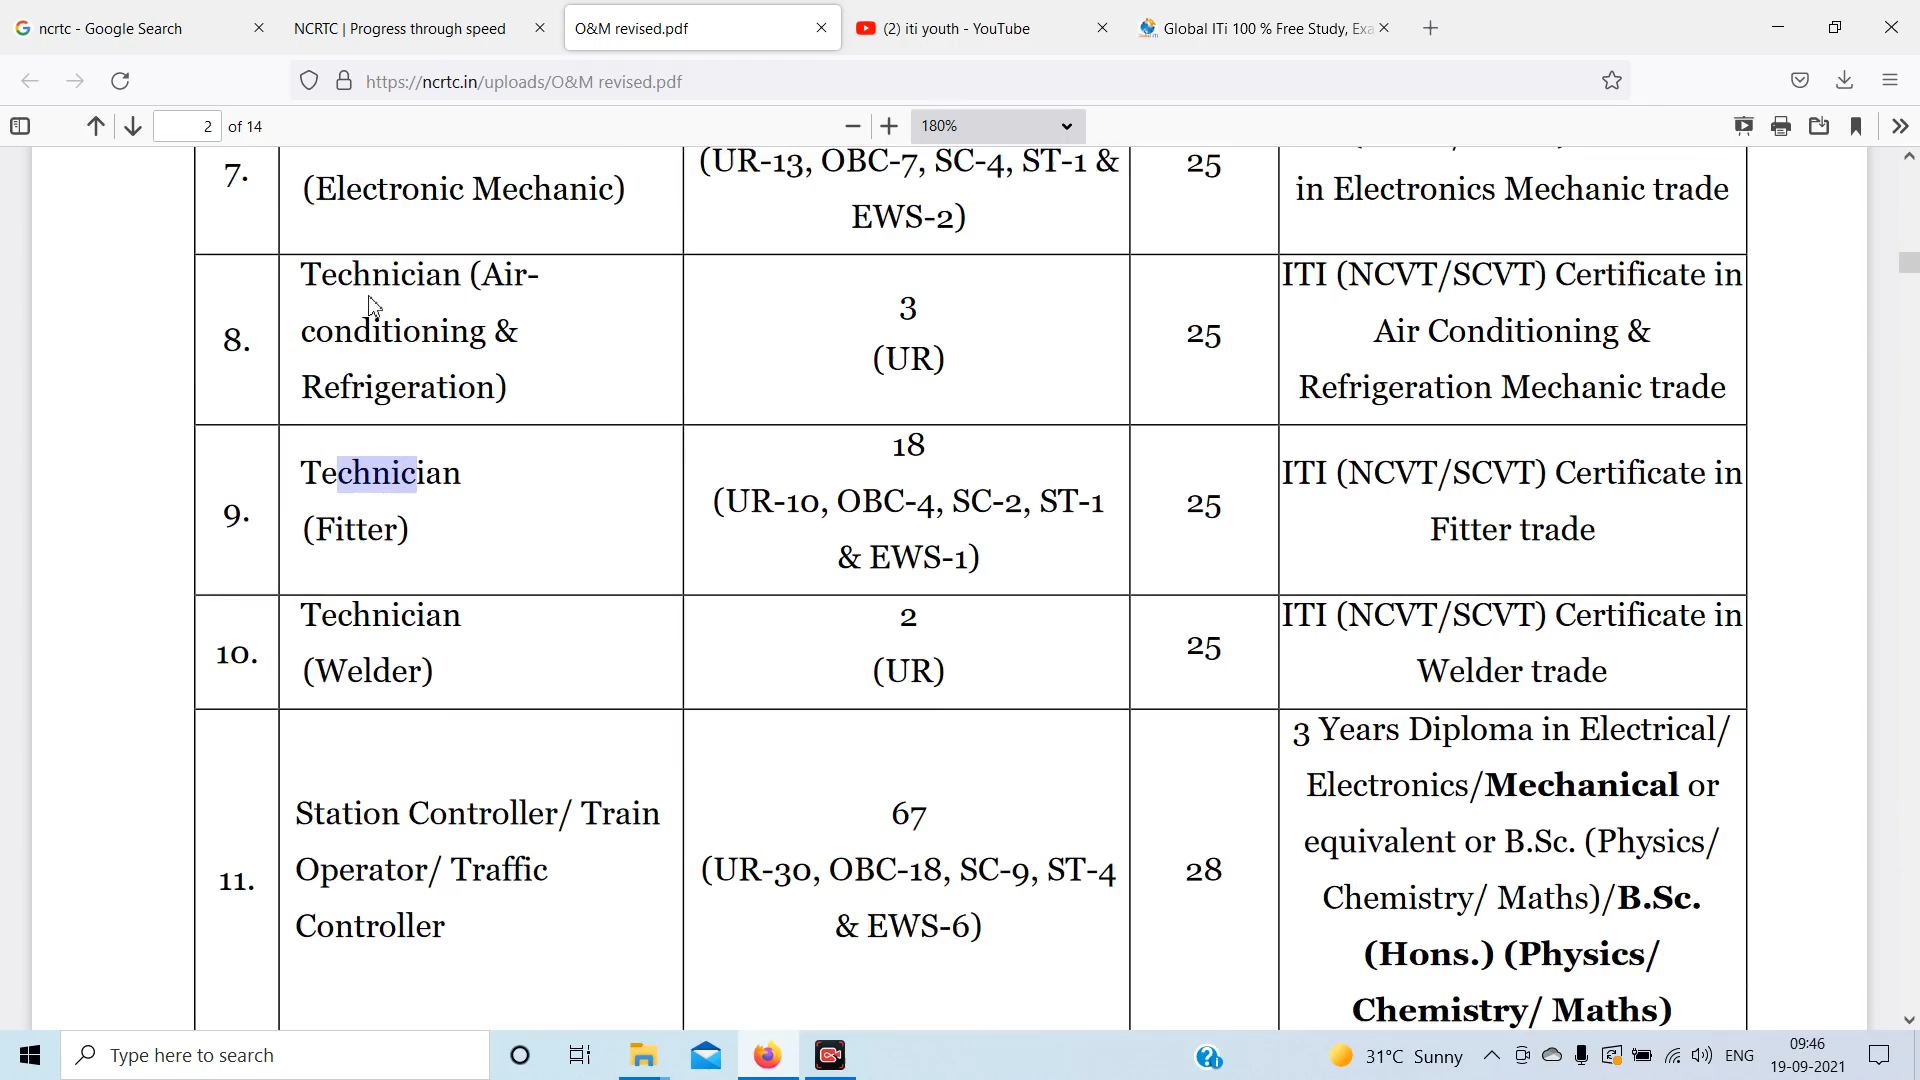 ncrtc - Google Search
NCRTC | Progress through speed
O&M revised.pdf
(2) iti youth - YouTube
Global ITi 100 % Free Study, Exa
https://ncrtc.in/uploads/O&M revised.pdf
2 of 14
180%
7.
(Electronic Mechanic)
(UR-13, OBC-7, SC-4, ST-1 &
EWS-2)
25
in Electronics Mechanic trade
8.
Technician (Air-
conditioning &
Refrigeration)
3
(UR)
25
ITI (NCVT/SCVT) Certificate in
Air Conditioning &
Refrigeration Mechanic trade
9.
Technician
(Fitter)
18
(UR-10, OBC-4, SC-2, ST-1
& EWS-1)
25
ITI (NCVT/SCVT) Certificate in
Fitter trade
10.
Technician
(Welder)
2
(UR)
25
ITI (NCVT/SCVT) Certificate in
Welder trade
11.
Station Controller/ Train
Operator/ Traffic
Controller
67
(UR-30, OBC-18, SC-9, ST-4
& EWS-6)
28
3 Years Diploma in Electrical/
Electronics/Mechanical or
equivalent or B.Sc. (Physics/
Chemistry/ Maths)/B.Sc.
(Hons.) (Physics/
Chemistry/ Maths)
Type here to search
31°C Sunny
ENG
09:46
19-09-2021